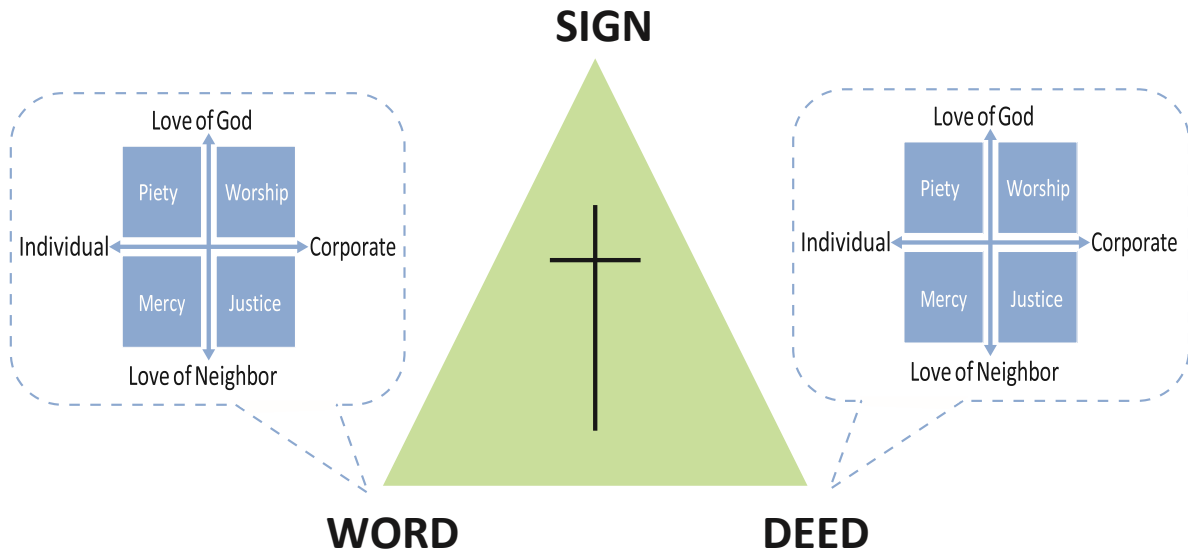 SIGN
Love of God
Piety Worship
Individual Corporate
Mercy Justice
Love of Neighbor
Love of God
Piety Worship
Individual Corporate
Mercy Justice
Love of Neighbor
WORD DEED